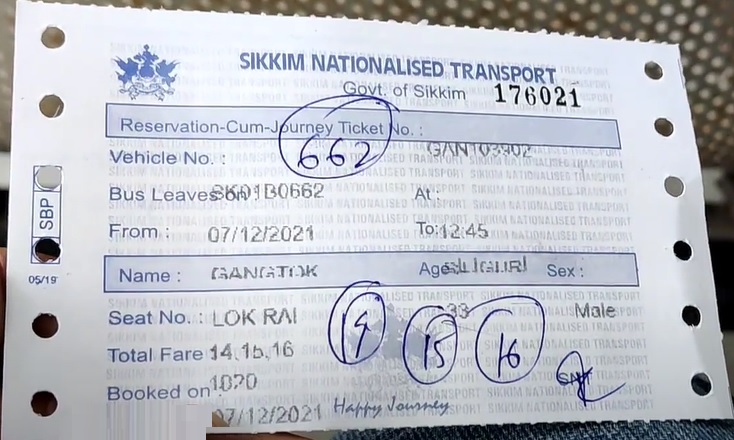 SIKKIM NATIONALISED TRANSPORT
Govt. of Sikkim 176021
Reservation-Cum-Journey Ticket No. :
Vehicle No. : 662 GAN103902
Bus Leaves on SK01B0662 At :
From : 07/12/2021 To: 12:45
Name : GANGTOK Age SILIGURI Sex :
Seat No. : LOK RAI 33 Male
14 15 16
Total Fare 14,15,16
Booked on : 1020 SNT
07/12/2021 Happy Journey
SBP
05/19